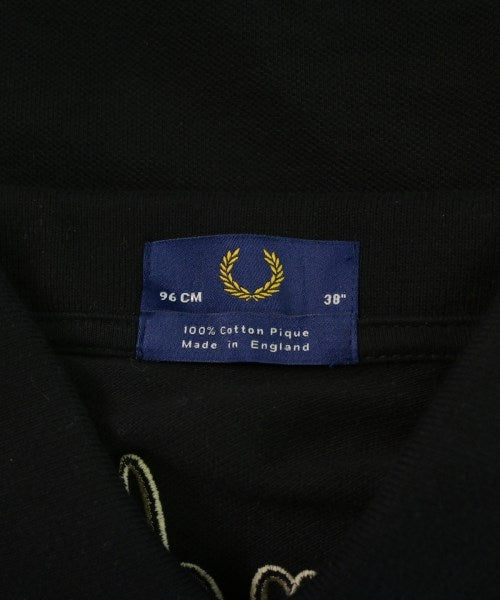 96 CM 38"
100% Cotton Pique
Made in England